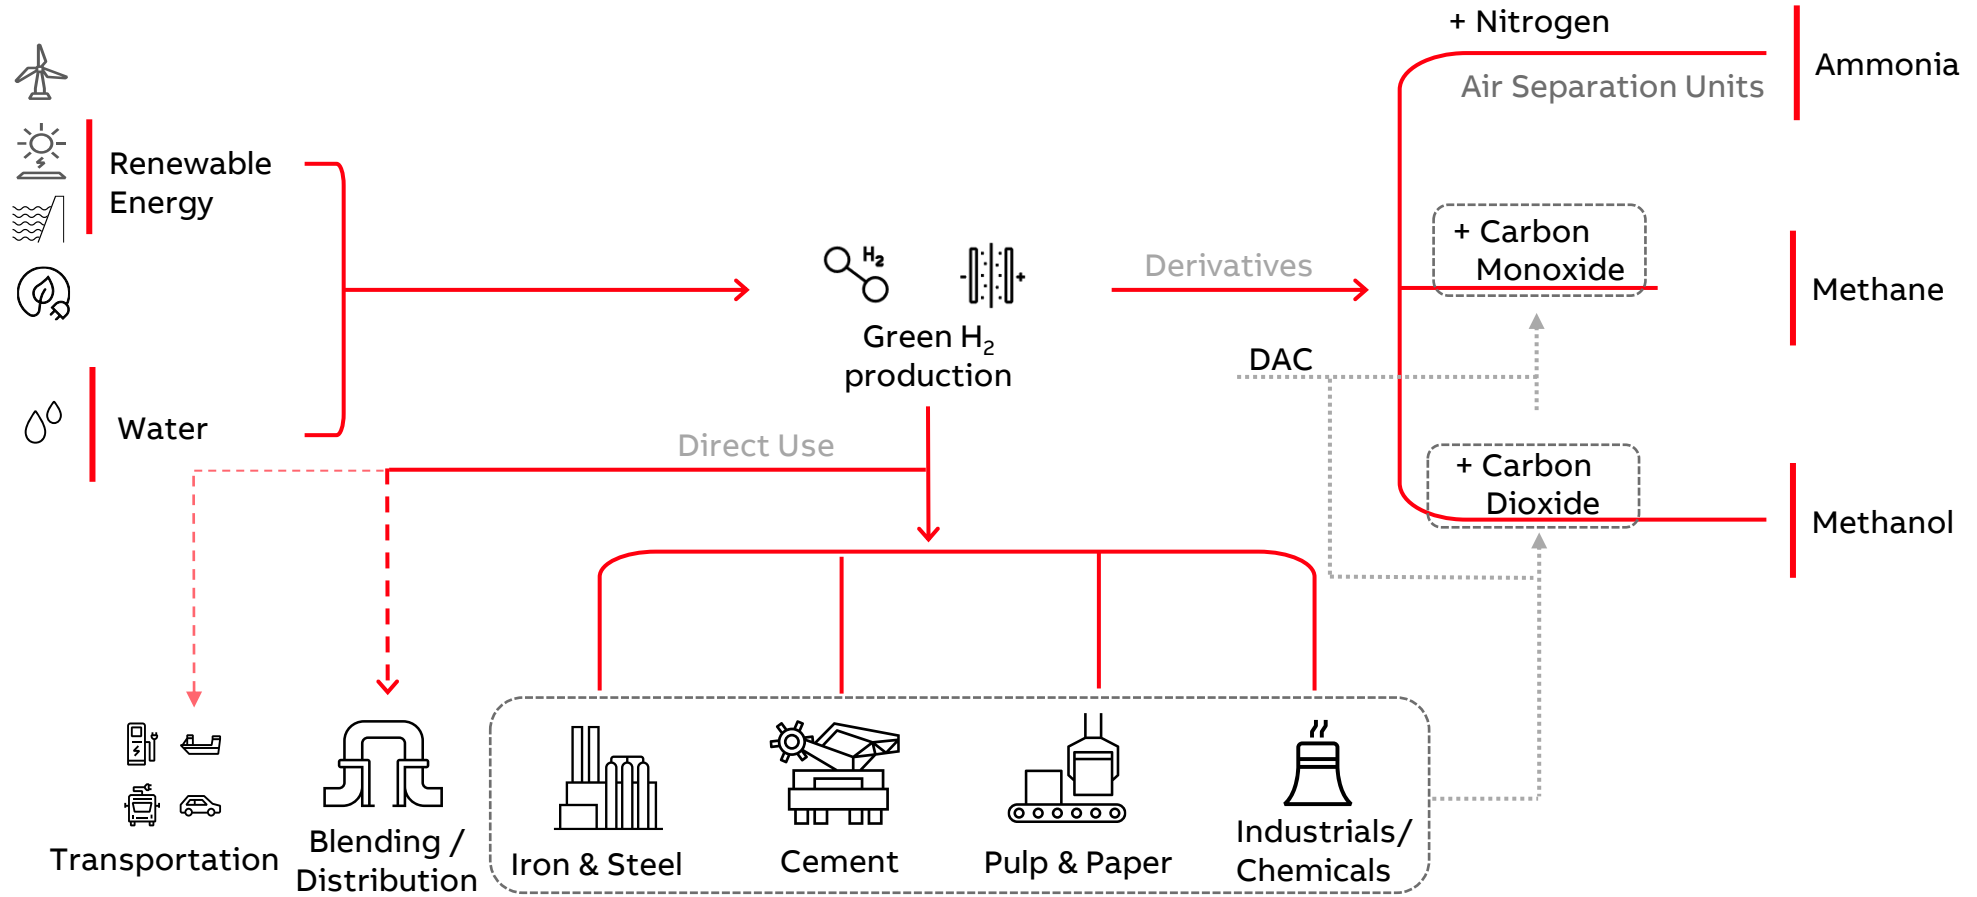 + Nitrogen
Air Separation Units
Ammonia
Renewable
Energy
+ Carbon
Monoxide
Methane
H₂
- +
Derivatives
Green H₂
production
DAC
Water
Direct Use
+ Carbon
Dioxide
Methanol
Transportation
Blending /
Distribution
Iron & Steel
Cement
Pulp & Paper
Industrials/
Chemicals